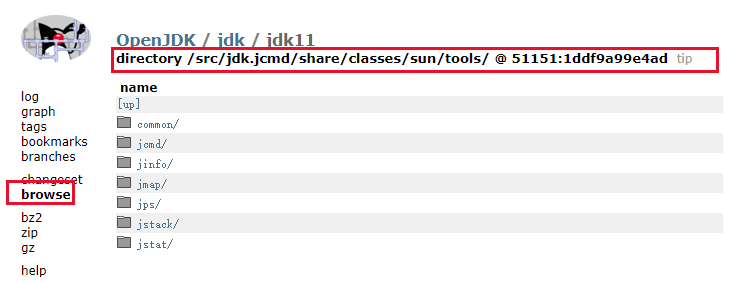 OpenJDK / jdk / jdk11
directory /src/jdk.jcmd/share/classes/sun/tools/ @ 51151:1ddf9a99e4ad tip
log
graph
tags
bookmarks
branches
changeset
browse
bz2
zip
gz
help
name
[up]
common/
jcmd/
jinfo/
jmap/
jps/
jstack/
jstat/